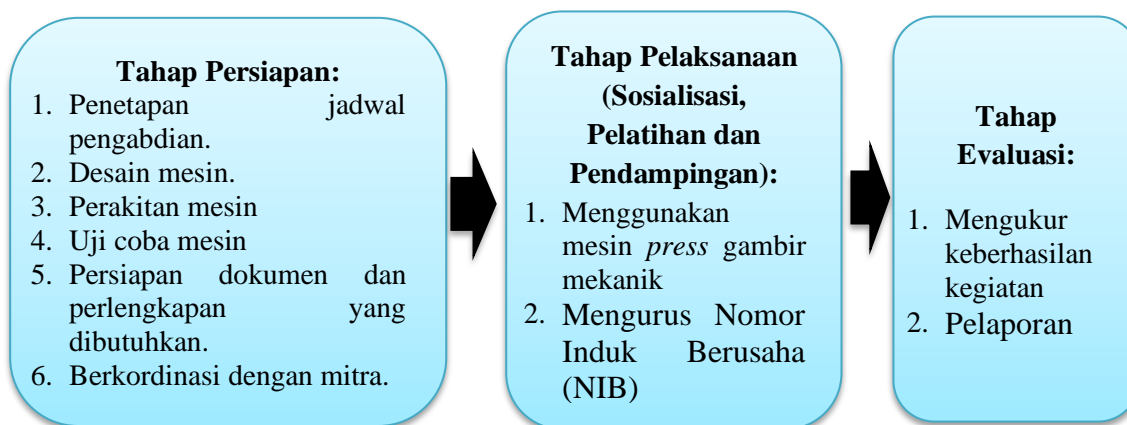 Tahap Persiapan:
1. Penetapan jadwal
pengabdian.
2. Desain mesin.
3. Perakitan mesin
4. Uji coba mesin
5. Persiapan dokumen dan
perlengkapan yang
dibutuhkan.
6. Berkordinasi dengan mitra.
Tahap Pelaksanaan
(Sosialisasi,
Pelatihan dan
Pendampingan):
1. Menggunakan
mesin press gambir
mekanik
2. Mengurus Nomor
Induk Berusaha
(NIB)
Tahap
Evaluasi:
1. Mengukur
keberhasilan
kegiatan
2. Pelaporan